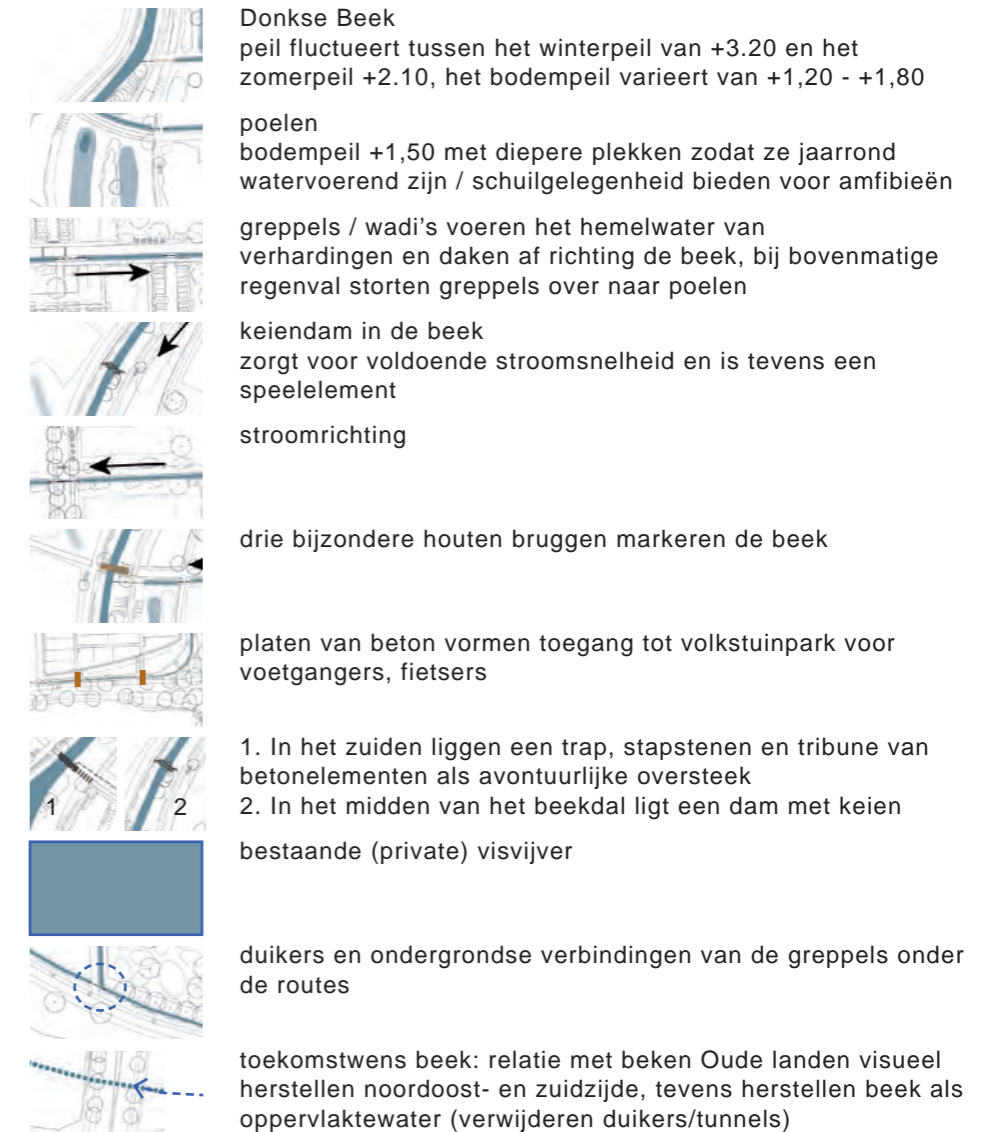 Donkse Beek
peil fluctueert tussen het winterpeil van +3.20 en het
zomerpeil +2.10, het bodempeil varieert van +1,20 - +1,80
poelen
bodempeil +1,50 met diepere plekken zodat ze jaarrond
watervoerend zijn / schuilgelegenheid bieden voor amfibieën
greppels / wadi's voeren het hemelwater van
verhardingen en daken af richting de beek, bij bovenmatige
regenval storten greppels over naar poelen
keiendam in de beek
zorgt voor voldoende stroomsnelheid en is tevens een
speelelement
stroomrichting
drie bijzondere houten bruggen markeren de beek
platen van beton vormen toegang tot volkstuinpark voor
voetgangers, fietsers
1. In het zuiden liggen een trap, stapstenen en tribune van
betonelementen als avontuurlijke oversteek
2. In het midden van het beekdal ligt een dam met keien
1
2
bestaande (private) visvijver
duikers en ondergrondse verbindingen van de greppels onder
de routes
toekomstwens beek: relatie met beken Oude landen visueel
herstellen noordoost- en zuidzijde, tevens herstellen beek als
oppervlaktewater (verwijderen duikers/tunnels)